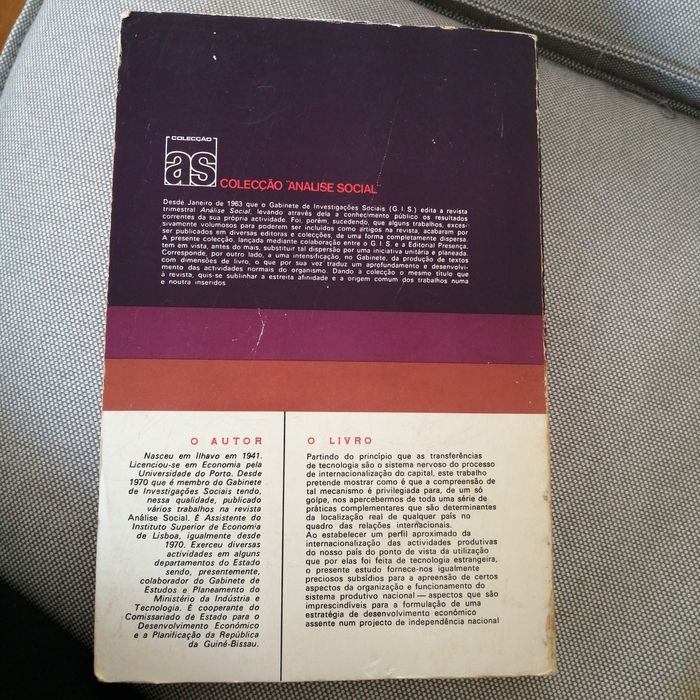 COLECÇÃO
as
COLECÇÃO "ANALISE SOCIAL"
Desde Janeiro de 1963 que o Gabinete de Investigações Sociais (G.I.S.) edita a revista
trimestral Análise Social, levando através dela a conhecimento público os resultados
correntes da sua própria actividade. Foi, porém, sucedendo, que alguns trabalhos, exces-
sivamente volumosos para poderem ser incluídos como artigos na revista, acabaram por
ser publicados em diversas editoras e colecções, de uma forma completamente dispersa.
A presente colecção, lançada mediante colaboração entre o G.I.S. e a Editorial Presença,
tem em vista, antes do mais, substituir tal dispersão por uma iniciativa unitária e planeada.
Corresponde, por outro lado, a uma intensificação, no Gabinete, da produção de textos
com dimensões de livro, o que por sua vez traduz um aprofundamento e desenvolvi-
mento das actividades normais do organismo. Dando à colecção o mesmo título que
à revista, quis-se sublinhar a estreita afinidade e a origem comum dos trabalhos numa
e noutra inseridos
O AUTOR
Nasceu em Ilhavo em 1941.
Licenciou-se em Economia pela
Universidade do Porto. Desde
1970 que é membro do Gabinete
de Investigações Sociais tendo,
nessa qualidade, publicado
vários trabalhos na revista
Análise Social. É Assistente do
Instituto Superior de Economia
de Lisboa, igualmente desde
1970. Exerceu diversas
actividades em alguns
departamentos do Estado
sendo, presentemente,
colaborador do Gabinete de
Estudos e Planeamento do
Ministério da Indústria e
Tecnologia. É cooperante do
Comissariado de Estado para o
Desenvolvimento Económico
e a Planificação da República
da Guiné-Bissau.
O LIVRO
Partindo do princípio que as transferências
de tecnologia são o sistema nervoso do processo
de internacionalização do capital, este trabalho
pretende mostrar como é que a compreensão de
tal mecanismo é privilegiada para, de um só
golpe, nos apercebermos de toda uma série de
práticas complementares que são determinantes
da localização real de qualquer país no
quadro das relações internacionais.
Ao estabelecer um perfil aproximado da
internacionalização das actividades produtivas
do nosso país do ponto de vista da utilização
que por elas foi feita de tecnologia estrangeira,
o presente estudo fornece-nos igualmente
preciosos subsídios para a apreensão de certos
aspectos da organização e funcionamento do
sistema produtivo nacional — aspectos que são
imprescindíveis para a formulação de uma
estratégia de desenvolvimento económico
assente num projecto de independência nacional